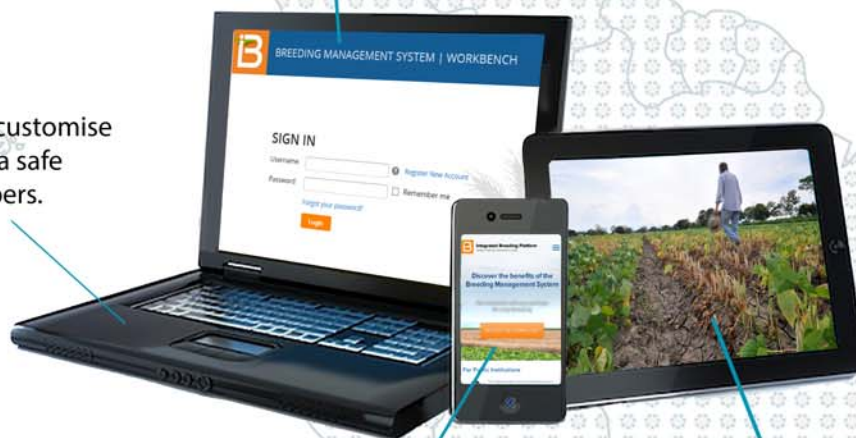 BREEDING MANAGEMENT SYSTEM | WORKBENCH
customise
a safe
pers.
SIGN IN
Username
Register New Account
Password
Remember me
Forgot your password?
Login
Integrated Breeding Platform
Discover the benefits of the
Breeding Management System
For Public Institutions